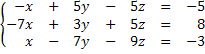 −x + 5y − 5z = −5
−7x + 3y + 5z = 8
x − 7y − 9z = −3